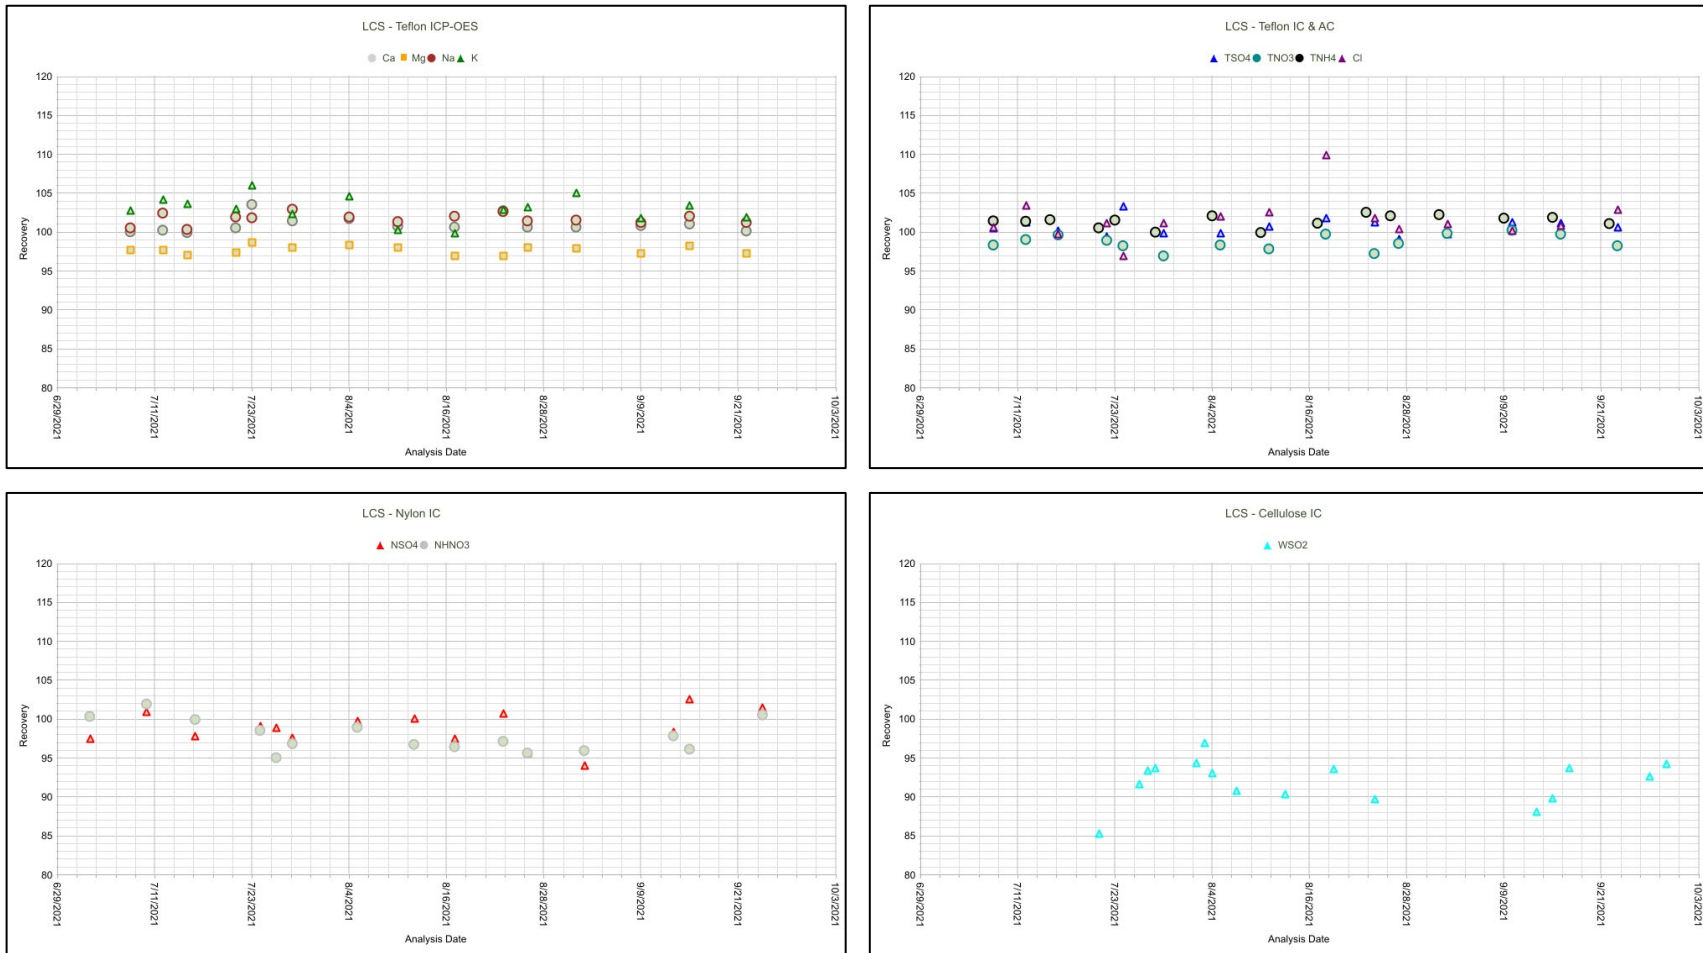 LCS - Teflon ICP-OES
Ca Mg Na K
120
115
110
105
100
95
90
85
80
Recovery
6/29/2021 7/11/2021 7/23/2021 8/4/2021 8/16/2021 8/28/2021 9/9/2021 9/21/2021 10/3/2021
Analysis Date
LCS - Teflon IC & AC
TSO4 TNO3 TNH4 Cl
120
115
110
105
100
95
90
85
80
Recovery
6/29/2021 7/11/2021 7/23/2021 8/4/2021 8/16/2021 8/28/2021 9/9/2021 9/21/2021 10/3/2021
Analysis Date
LCS - Nylon IC
NSO4 NHNO3
120
115
110
105
100
95
90
85
80
Recovery
6/29/2021 7/11/2021 7/23/2021 8/4/2021 8/16/2021 8/28/2021 9/9/2021 9/21/2021 10/3/2021
Analysis Date
LCS - Cellulose IC
WSO2
120
115
110
105
100
95
90
85
80
Recovery
6/29/2021 7/11/2021 7/23/2021 8/4/2021 8/16/2021 8/28/2021 9/9/2021 9/21/2021 10/3/2021
Analysis Date